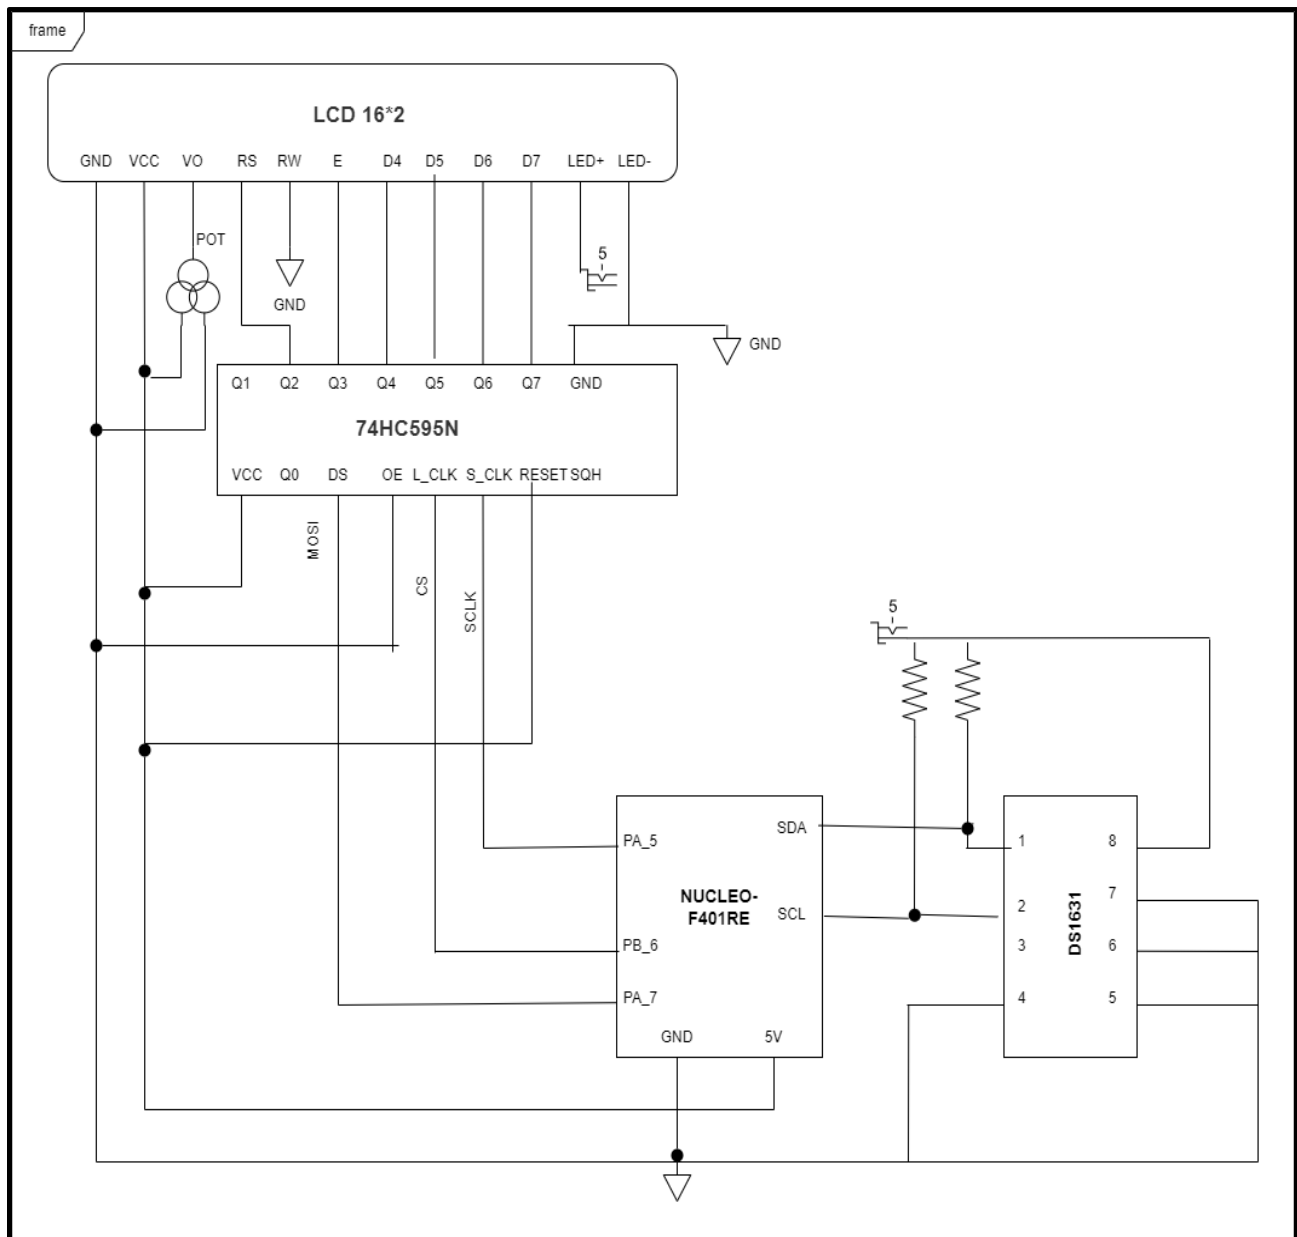 frame
LCD 16*2
GND VCC VO RS RW E D4 D5 D6 D7 LED+ LED-
POT
5
GND
GND
Q1 Q2 Q3 Q4 Q5 Q6 Q7 GND
74HC595N
VCC Q0 DS OE L_CLK S_CLK RESET SQH
MOSI
CS
SCLK
5
SDA
PA_5
1 8
NUCLEO-
F401RE
SCL
DS1631
7
2
PB_6
3 6
PA_7
4 5
GND 5V